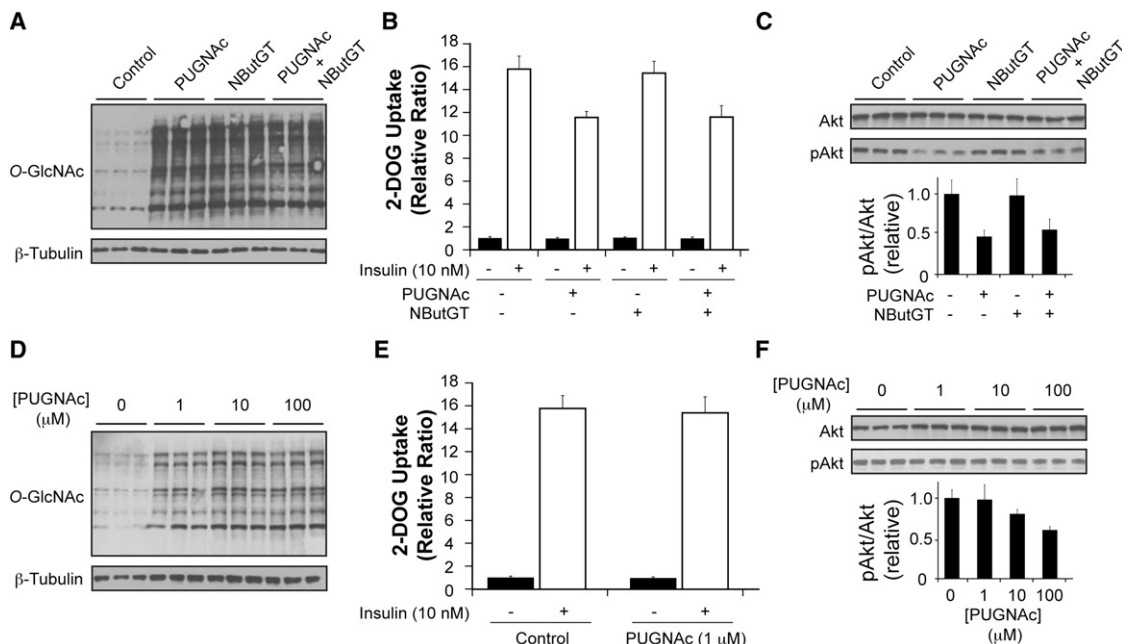 A
Control
PUGNAc
NButGT
PUGNAc
+
NButGT
O-GlcNAc
β-Tubulin
B
2-DOG Uptake
(Relative Ratio)
18
16
14
12
10
8
6
4
2
0
Insulin (10 nM) - + - + - + - +
PUGNAc - + - +
NButGT - - + +
C
Control
PUGNAc
NButGT
PUGNAc
+
NButGT
Akt
pAkt
pAkt/Akt
(relative)
1.0
0.5
PUGNAc - + - +
NButGT - - + +
D
[PUGNAc]
(μM)
0 1 10 100
O-GlcNAc
β-Tubulin
E
2-DOG Uptake
(Relative Ratio)
18
16
14
12
10
8
6
4
2
0
Insulin (10 nM) - + - +
Control PUGNAc (1 μM)
F
[PUGNAc]
(μM)
0 1 10 100
Akt
pAkt
pAkt/Akt
(relative)
1.0
0.5
0 1 10 100
[PUGNAc]
(μM)